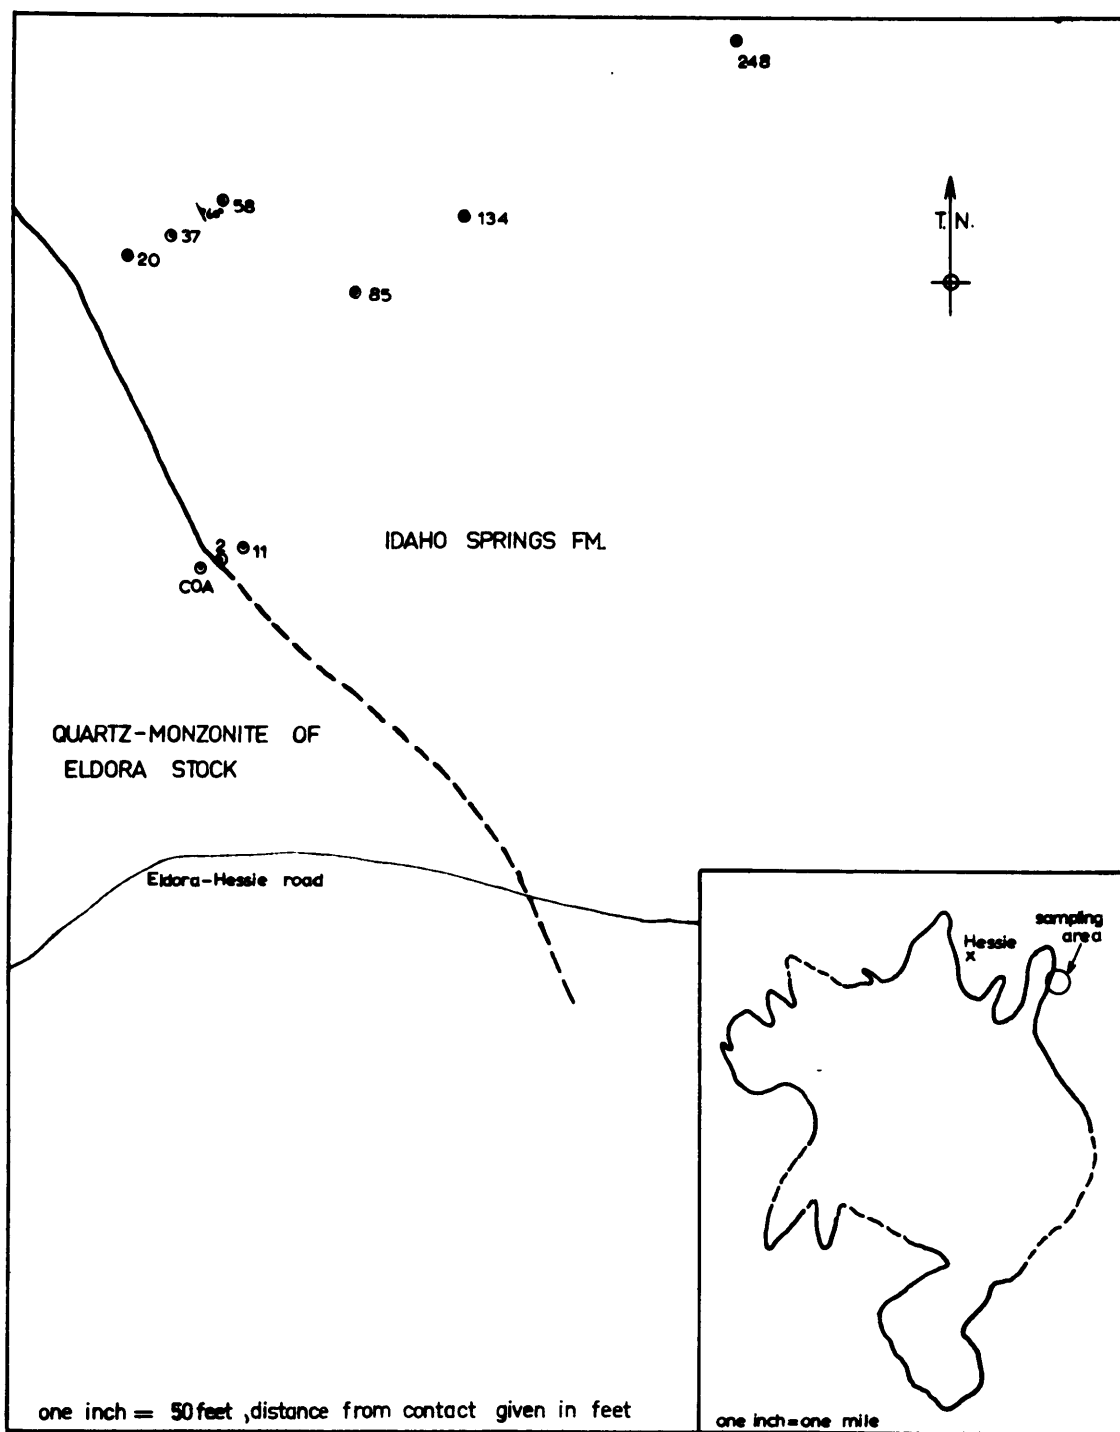 248
58
60°
134
T.N.
37
20
85
2
11
IDAHO SPRINGS FM.
COA
QUARTZ-MONZONITE OF
ELDORA STOCK
Eldora-Hessie road
sampling
area
Hessie
x
one inch = 50 feet ,distance from contact given in feet
one inch=one mile